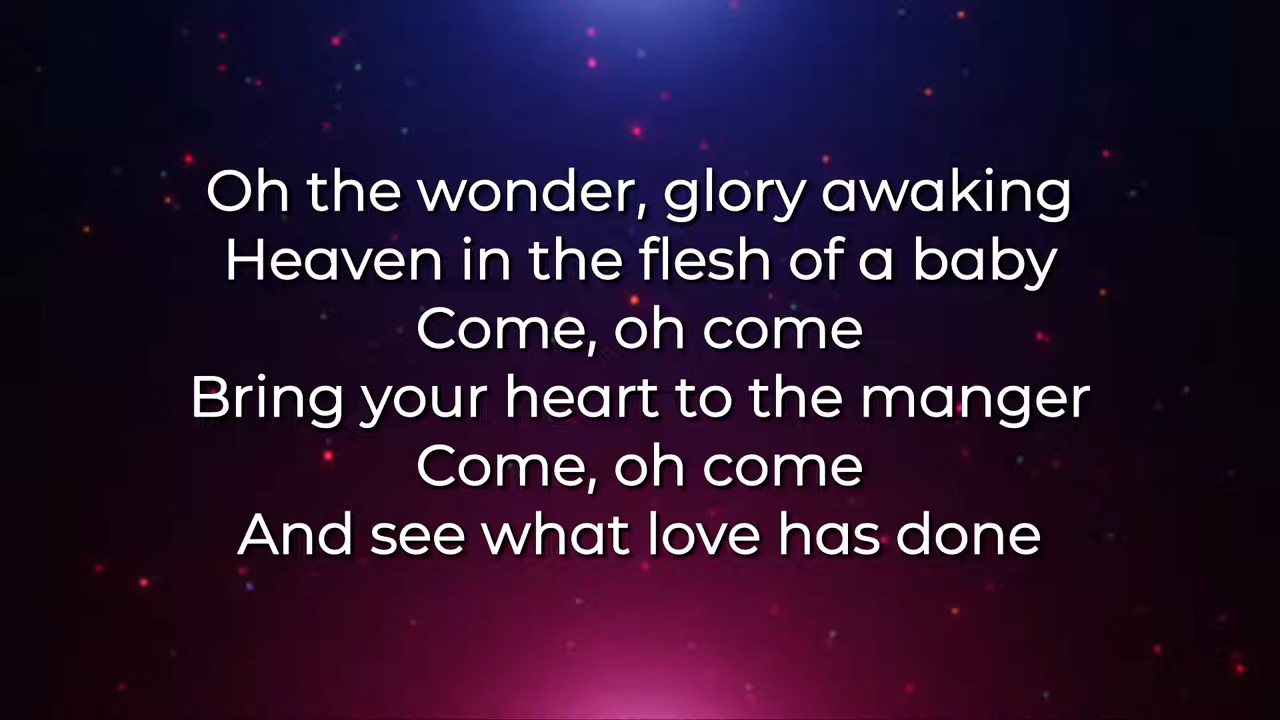 Oh the wonder, glory awaking
Heaven in the flesh of a baby
Come, oh come
Bring your heart to the manger
Come, oh come
And see what love has done